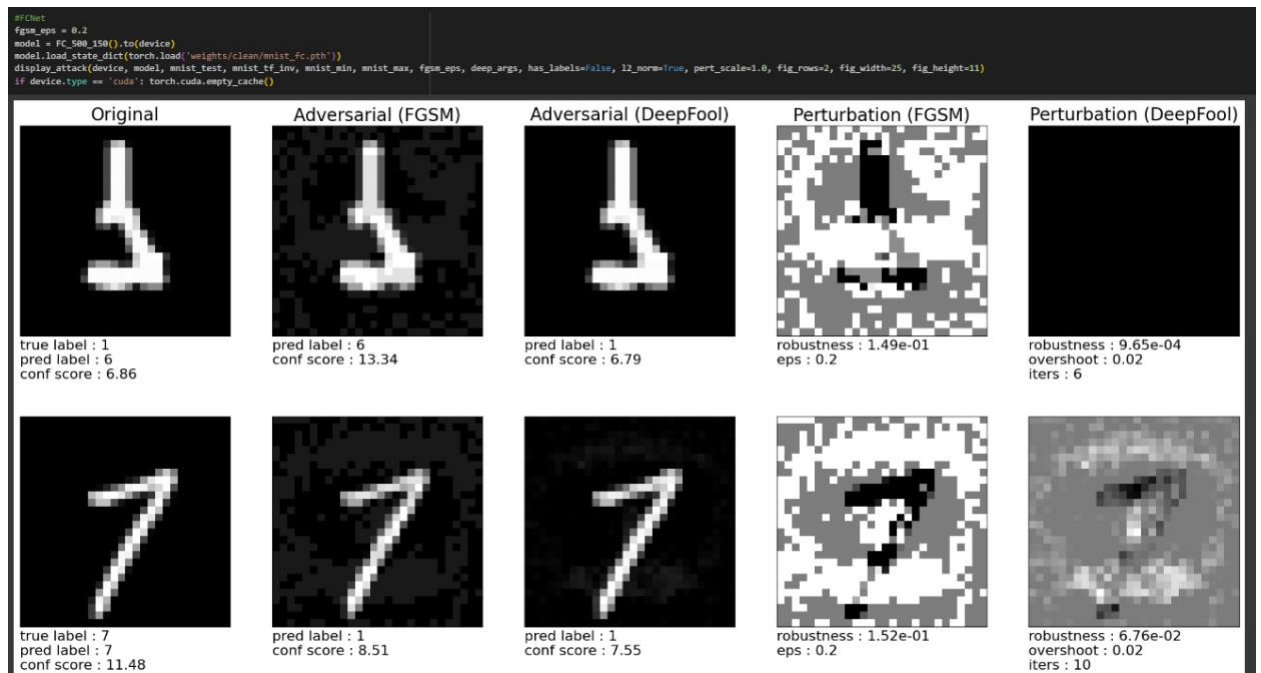 #FCNet
fgsm_eps = 0.2
model = FC_500_150().to(device)
model.load_state_dict(torch.load('weights/clean/mnist_fc.pth'))
display_attack(device, model, mnist_test, mnist_tf_inv, mnist_min, mnist_max, fgsm_eps, deep_args, has_labels=False, l2_norm=True, pert_scale=1.0, fig_rows=2, fig_width=25, fig_height=11)
if device.type == 'cuda': torch.cuda.empty_cache()
Original Adversarial (FGSM) Adversarial (DeepFool) Perturbation (FGSM) Perturbation (DeepFool)
true label : 1 pred label : 6 pred label : 1 robustness : 1.49e-01 robustness : 9.65e-04
pred label : 6 conf score : 13.34 conf score : 6.79 eps : 0.2 overshoot : 0.02
conf score : 6.86 iters : 6
true label : 7 pred label : 1 pred label : 1 robustness : 1.52e-01 robustness : 6.76e-02
pred label : 7 conf score : 8.51 conf score : 7.55 eps : 0.2 overshoot : 0.02
conf score : 11.48 iters : 10